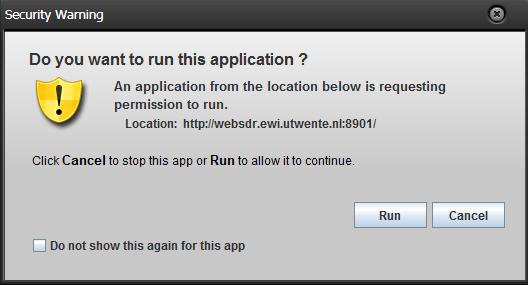 Security Warning
Do you want to run this application ?
An application from the location below is requesting
permission to run.
Location: http://websdr.ewi.utwente.nl:8901/
Click Cancel to stop this app or Run to allow it to continue.
Run Cancel
Do not show this again for this app